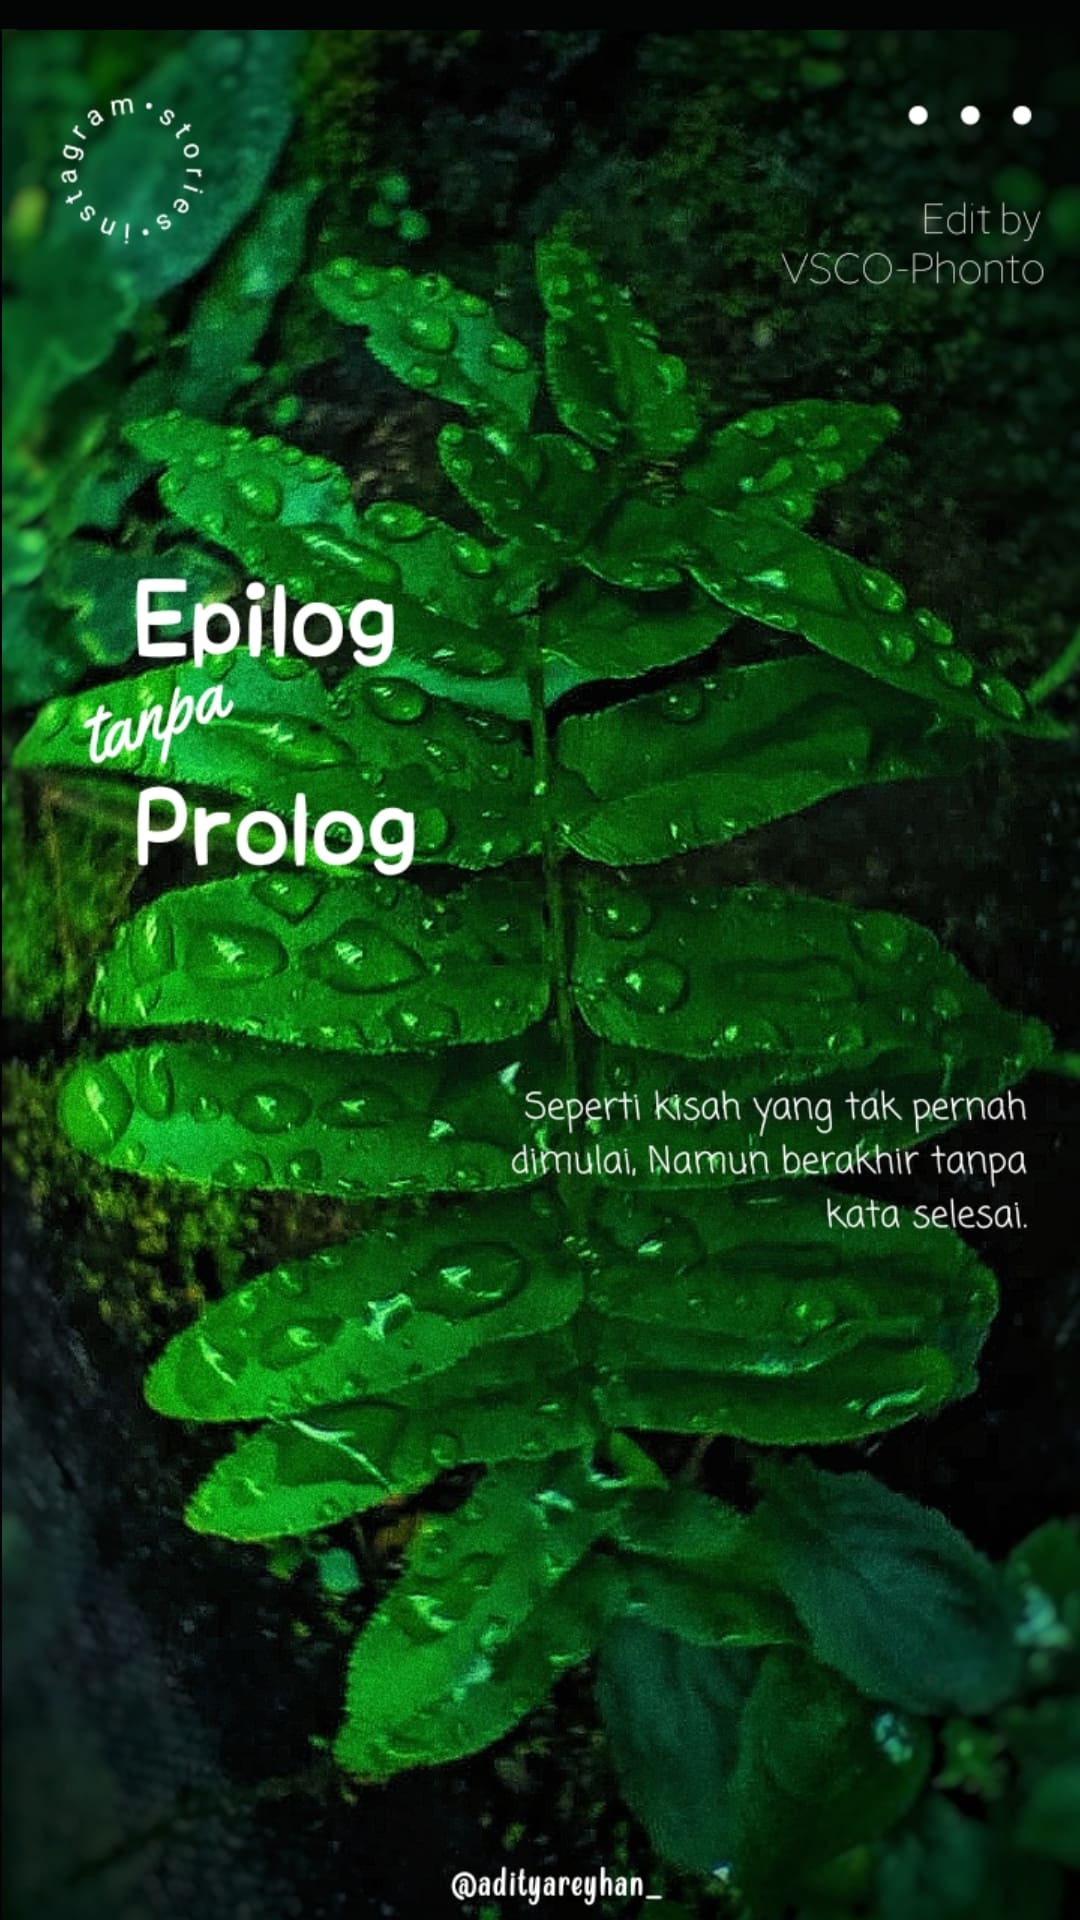 instagram • stories •
Edit by
VSCO-Phonto
Epilog
tanpa
Prolog
Seperti kisah yang tak pernah
dimulai, Namun berakhir tanpa
kata selesai.
@adityareyhan_